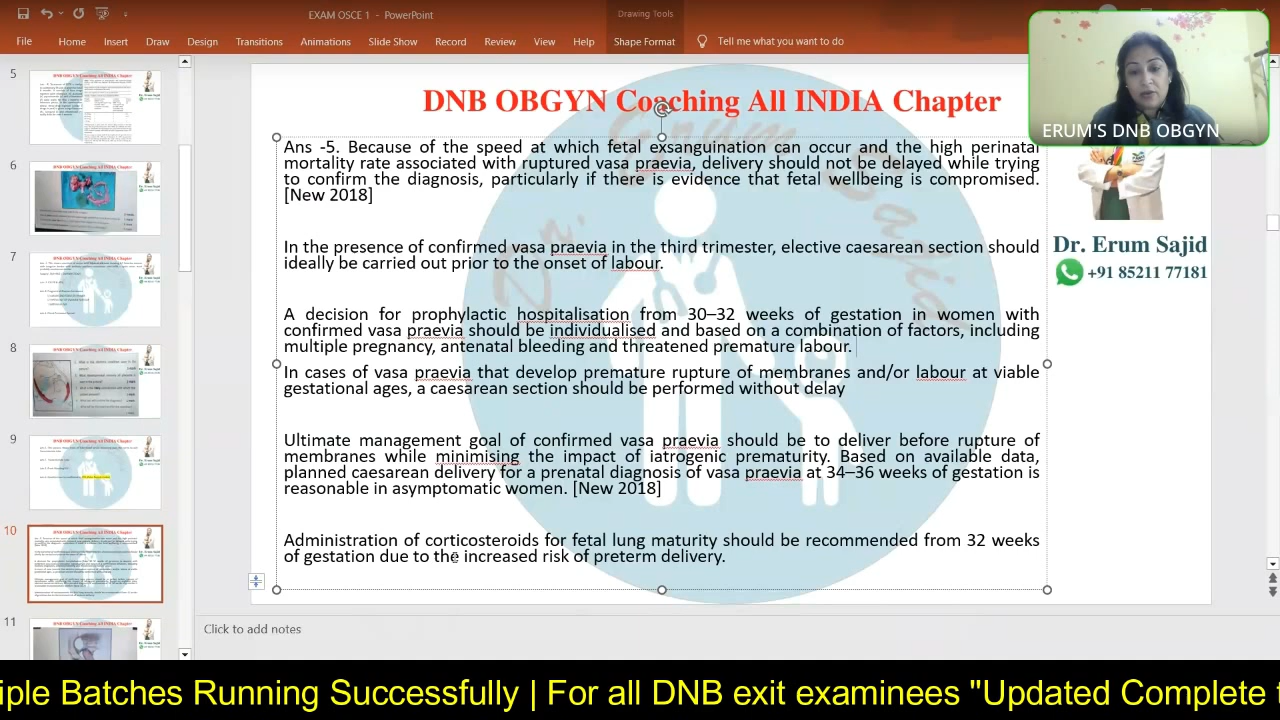 EXAM OSCE 1 - PowerPoint
Drawing Tools
File Home Insert Draw Design Transitions Animations Slide Show Record Review View Help Shape Format Tell me what you want to do
ERUM'S DNB OBGYN
DNB OBGYN Coaching All INDIA Chapter
Ans -5. Because of the speed at which fetal exsanguination can occur and the high perinatal
mortality rate associated with ruptured vasa praevia, delivery should not be delayed while trying
to confirm the diagnosis, particularly if there is evidence that fetal wellbeing is compromised.
[New 2018]
In the presence of confirmed vasa praevia in the third trimester, elective caesarean section should
ideally be carried out prior to the onset of labour.
A decision for prophylactic hospitalisation from 30–32 weeks of gestation in women with
confirmed vasa praevia should be individualised and based on a combination of factors, including
multiple pregnancy, antenatal bleeding and threatened premature labour.
In cases of vasa praevia that develop premature rupture of membranes and/or labour at viable
gestational ages, a caesarean section should be performed without delay
Ultimate management goal of confirmed vasa praevia should be to deliver before rupture of
membranes while minimising the impact of iatrogenic prematurity. Based on available data,
planned caesarean delivery for a prenatal diagnosis of vasa praevia at 34–36 weeks of gestation is
reasonable in asymptomatic women. [New 2018]
Administration of corticosteroids for fetal lung maturity should be recommended from 32 weeks
of gestation due to the increased risk of preterm delivery.
Dr. Erum Sajid
+91 85211 77181
6
7
8
9
10
11
Click to add notes
iple Batches Running Successfully | For all DNB exit examinees "Updated Complete